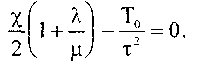 χ/2 (1 + λ/μ) − T₀/τ² = 0.